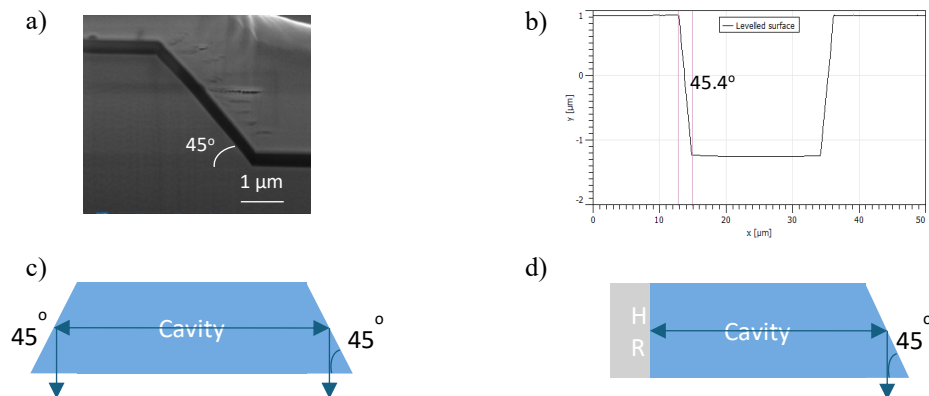 a)
45°
1 μm
b)
1
0
-1
-2
y [μm]
Levelled surface
45.4°
0 10 20 30 40 50
x [μm]
c)
45°
Cavity
45°
d)
H
R
Cavity
45°